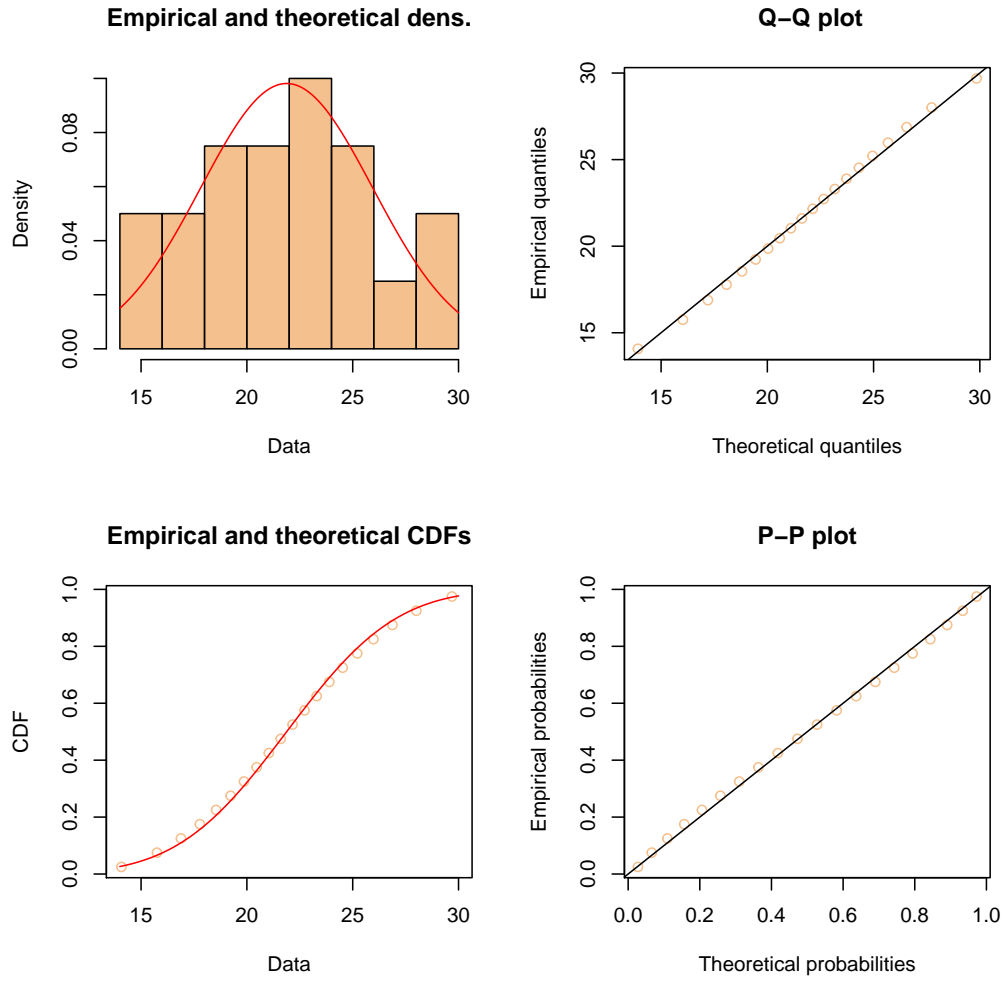 Empirical and theoretical dens.
Density
0.00
0.04
0.08
15 20 25 30
Data
Q−Q plot
Empirical quantiles
15
20
25
30
15 20 25 30
Theoretical quantiles
Empirical and theoretical CDFs
CDF
0.0
0.2
0.4
0.6
0.8
1.0
15 20 25 30
Data
P−P plot
Empirical probabilities
0.0
0.2
0.4
0.6
0.8
1.0
0.0 0.2 0.4 0.6 0.8 1.0
Theoretical probabilities